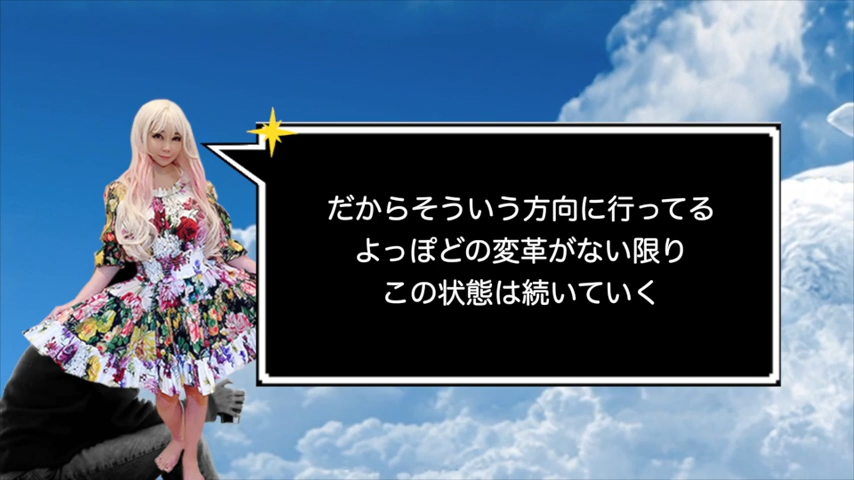 だからそういう方向に行ってる
よっぽどの変革がない限り
この状態は続いていく